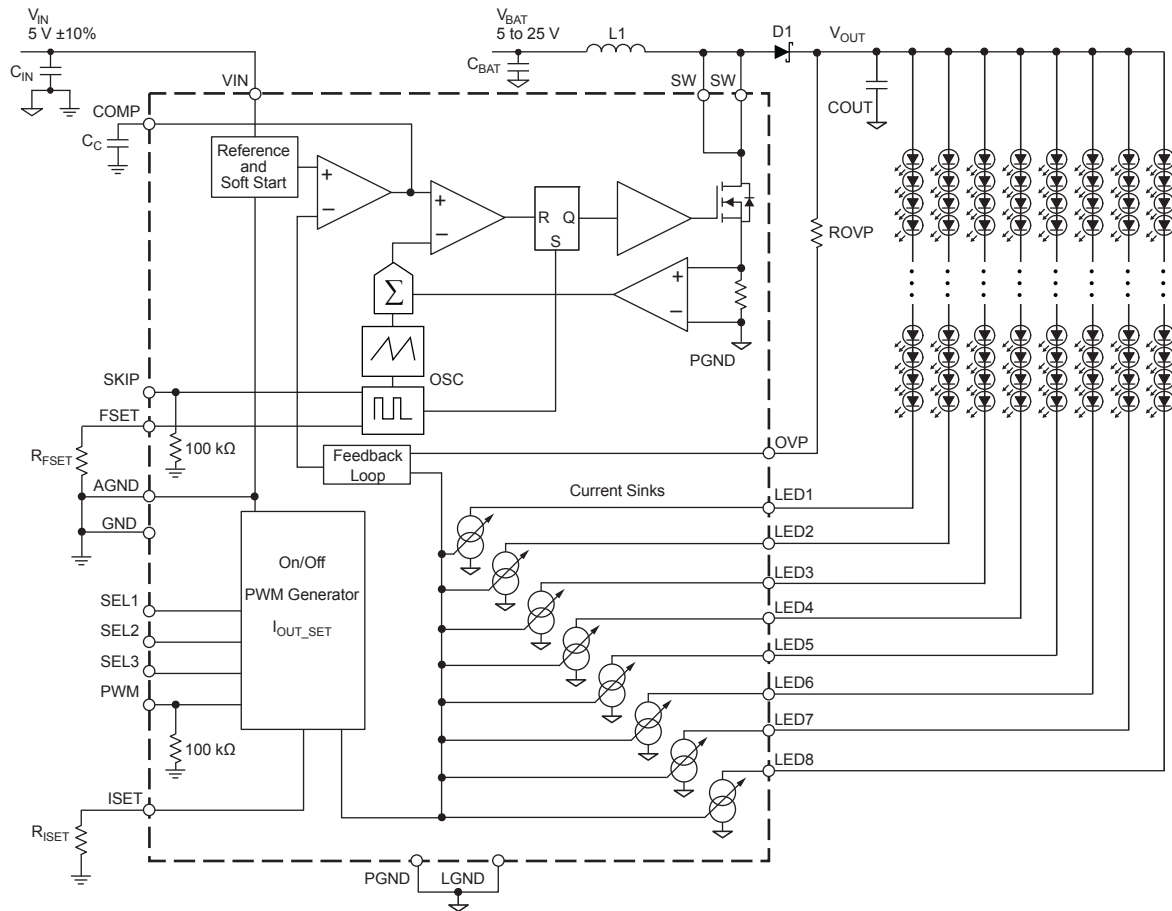 VIN
5 V ±10%
VBAT
5 to 25 V
L1
D1
VOUT
CIN
CBAT
VIN
SW
SW
COUT
COMP
CC
Reference
and
Soft Start
+
−
+
−
R
Q
S
ROVP
+
−
Σ
PGND
OSC
SKIP
FSET
100 kΩ
RFSET
OVP
Feedback
Loop
AGND
Current Sinks
LED1
GND
LED2
On/Off
PWM Generator
IOUT_SET
LED3
SEL1
LED4
SEL2
LED5
SEL3
PWM
LED6
LED7
100 kΩ
LED8
ISET
RISET
PGND
LGND